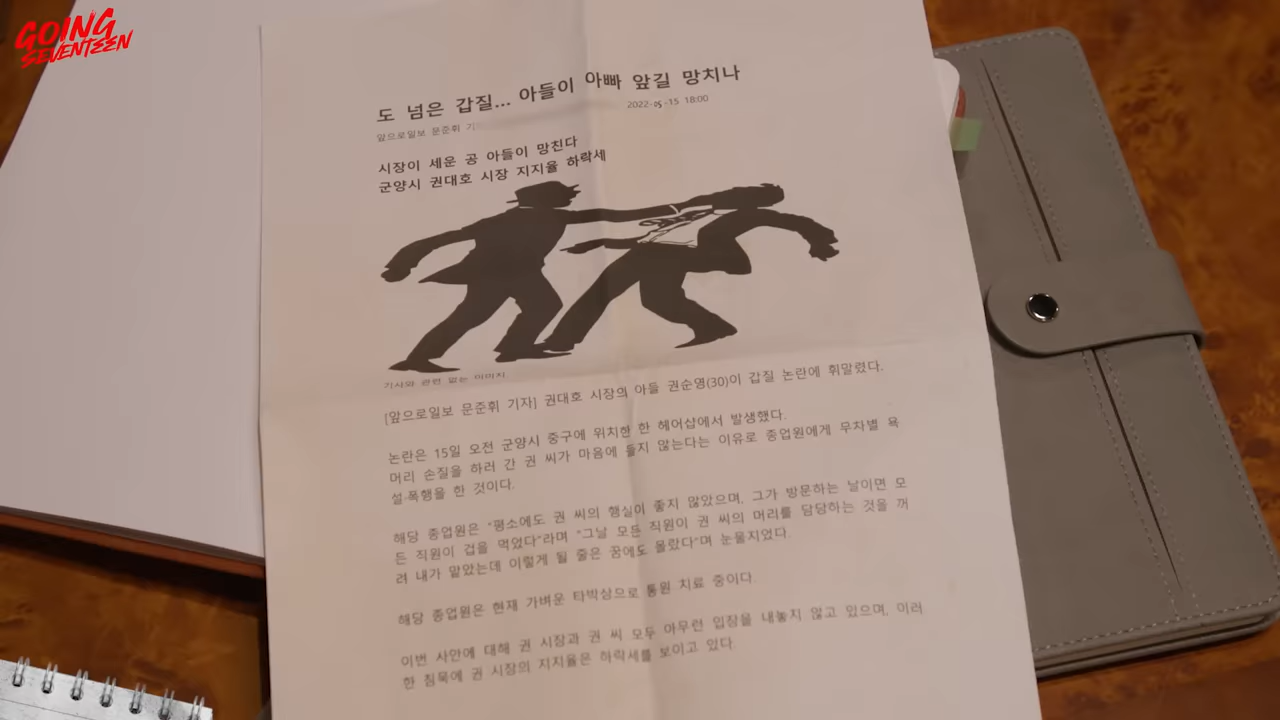 GOING
SEVENTEEN
도 넘은 갑질... 아들이 아빠 앞길 망치나
2022-05-15 18:00
앞으로일보 문준휘 기
시장이 세운 공 아들이 망친다
군양시 권대호 시장 지지율 하락세
기사와 관련 없는 이미지
[앞으로일보 문준휘 기자] 권대호 시장의 아들 권순영(30)이 갑질 논란에 휘말렸다.
논란은 15일 오전 군양시 중구에 위치한 한 헤어샵에서 발생했다.
머리 손질을 하러 간 권 씨가 마음에 들지 않는다는 이유로 종업원에게 무차별 욕
설·폭행을 한 것이다.
해당 종업원은 "평소에도 권 씨의 행실이 좋지 않았으며, 그가 방문하는 날이면 모
든 직원이 겁을 먹었다"라며 "그날 모든 직원이 권 씨의 머리를 담당하는 것을 꺼
려 내가 맡았는데 이렇게 될 줄은 꿈에도 몰랐다"며 눈물지었다.
해당 종업원은 현재 가벼운 타박상으로 통원 치료 중이다.
이번 사안에 대해 권 시장과 권 씨 모두 아무런 입장을 내놓지 않고 있으며, 이러
한 침묵에 권 시장의 지지율은 하락세를 보이고 있다.